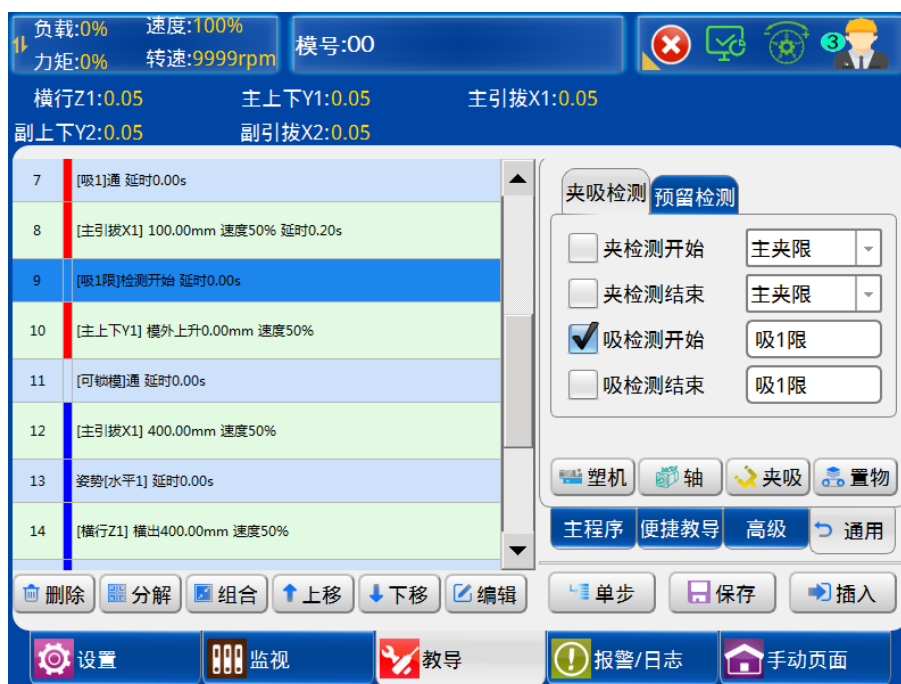 负载:0% 速度:100%
力矩:0% 转速:9999rpm
模号:00
3
横行Z1:0.05 主上下Y1:0.05 主引拔X1:0.05
副上下Y2:0.05 副引拔X2:0.05
7 [吸1]通 延时0.00s
8 [主引拔X1] 100.00mm 速度50% 延时0.20s
9 [吸1限]检测开始 延时0.00s
10 [主上下Y1] 模外上升0.00mm 速度50%
11 [可锁模]通 延时0.00s
12 [主引拔X1] 400.00mm 速度50%
13 姿势[水平1] 延时0.00s
14 [横行Z1] 横出400.00mm 速度50%
夹吸检测 预留检测
夹检测开始 主夹限
夹检测结束 主夹限
吸检测开始 吸1限
吸检测结束 吸1限
塑机 轴 夹吸 置物
主程序 便捷教导 高级 通用
删除 分解 组合 上移 下移 编辑 单步 保存 插入
设置 监视 教导 报警/日志 手动页面